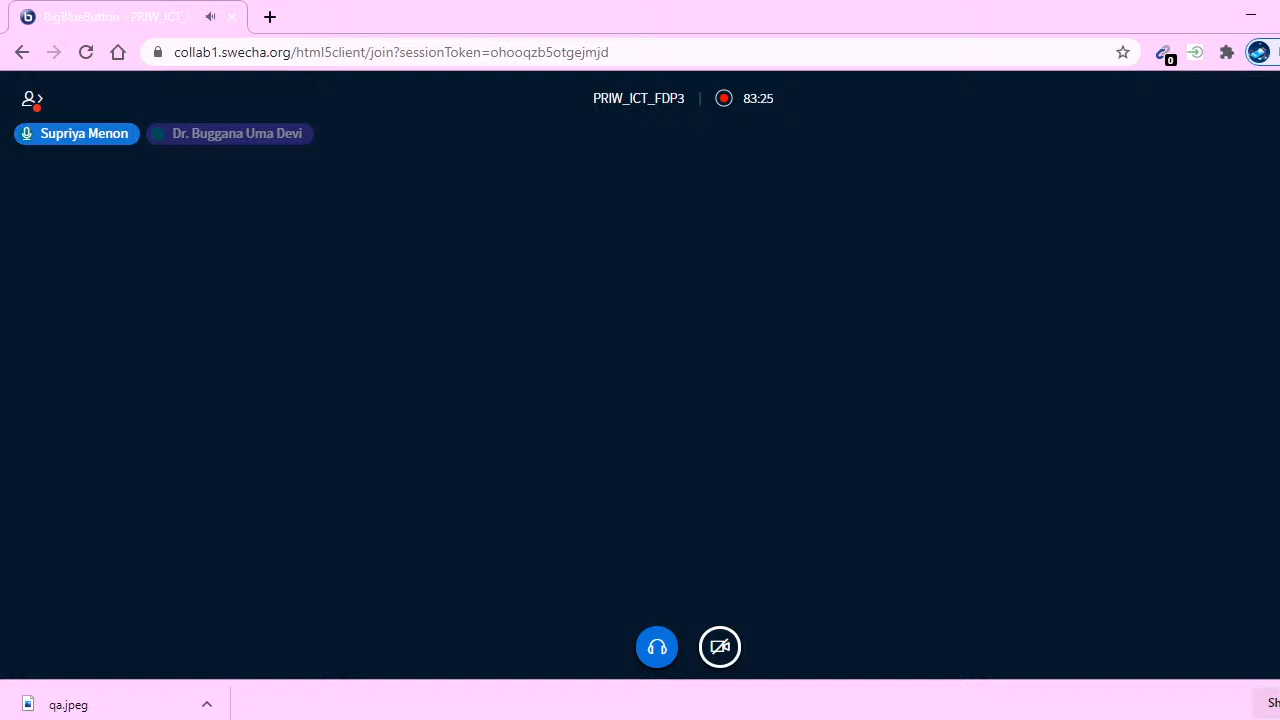 BigBlueButton - PRIW_ICT_
collab1.swecha.org/html5client/join?sessionToken=ohooqzb5otgejmjd
0
PRIW_ICT_FDP3 | 83:25
Supriya Menon Dr. Buggana Uma Devi
qa.jpeg
Sh